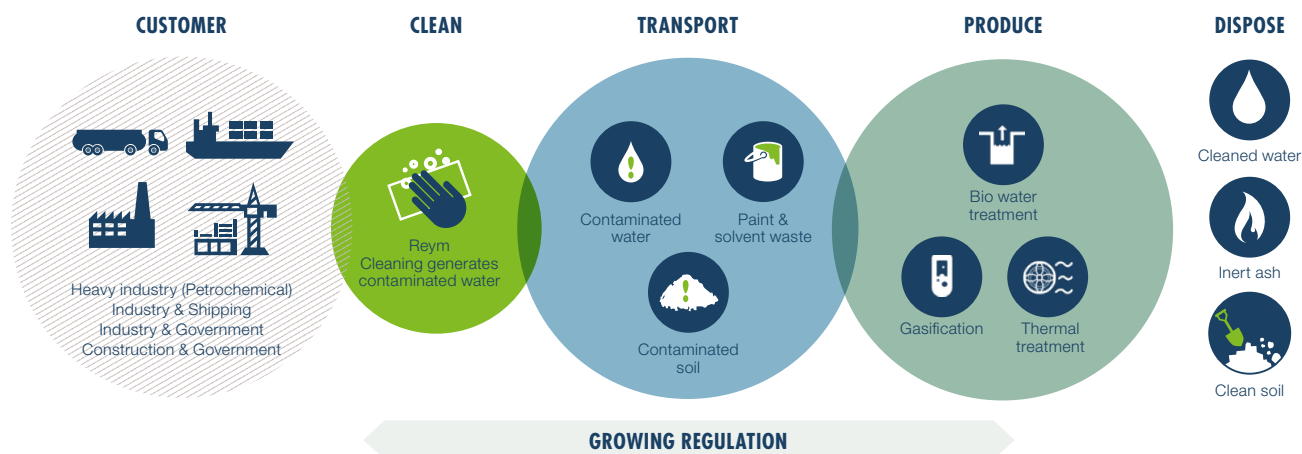 CUSTOMER
CLEAN
TRANSPORT
PRODUCE
DISPOSE
Heavy industry (Petrochemical)
Industry & Shipping
Industry & Government
Construction & Government
Reym
Cleaning generates
contaminated water
Contaminated
water
Paint &
solvent waste
Contaminated
soil
Bio water
treatment
Gasification
Thermal
treatment
Cleaned water
Inert ash
Clean soil
GROWING REGULATION